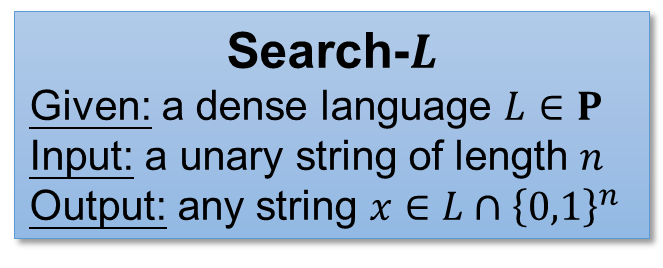 Search-L
Given: a dense language L ∈ P
Input: a unary string of length n
Output: any string x ∈ L ∩ {0,1}ⁿ